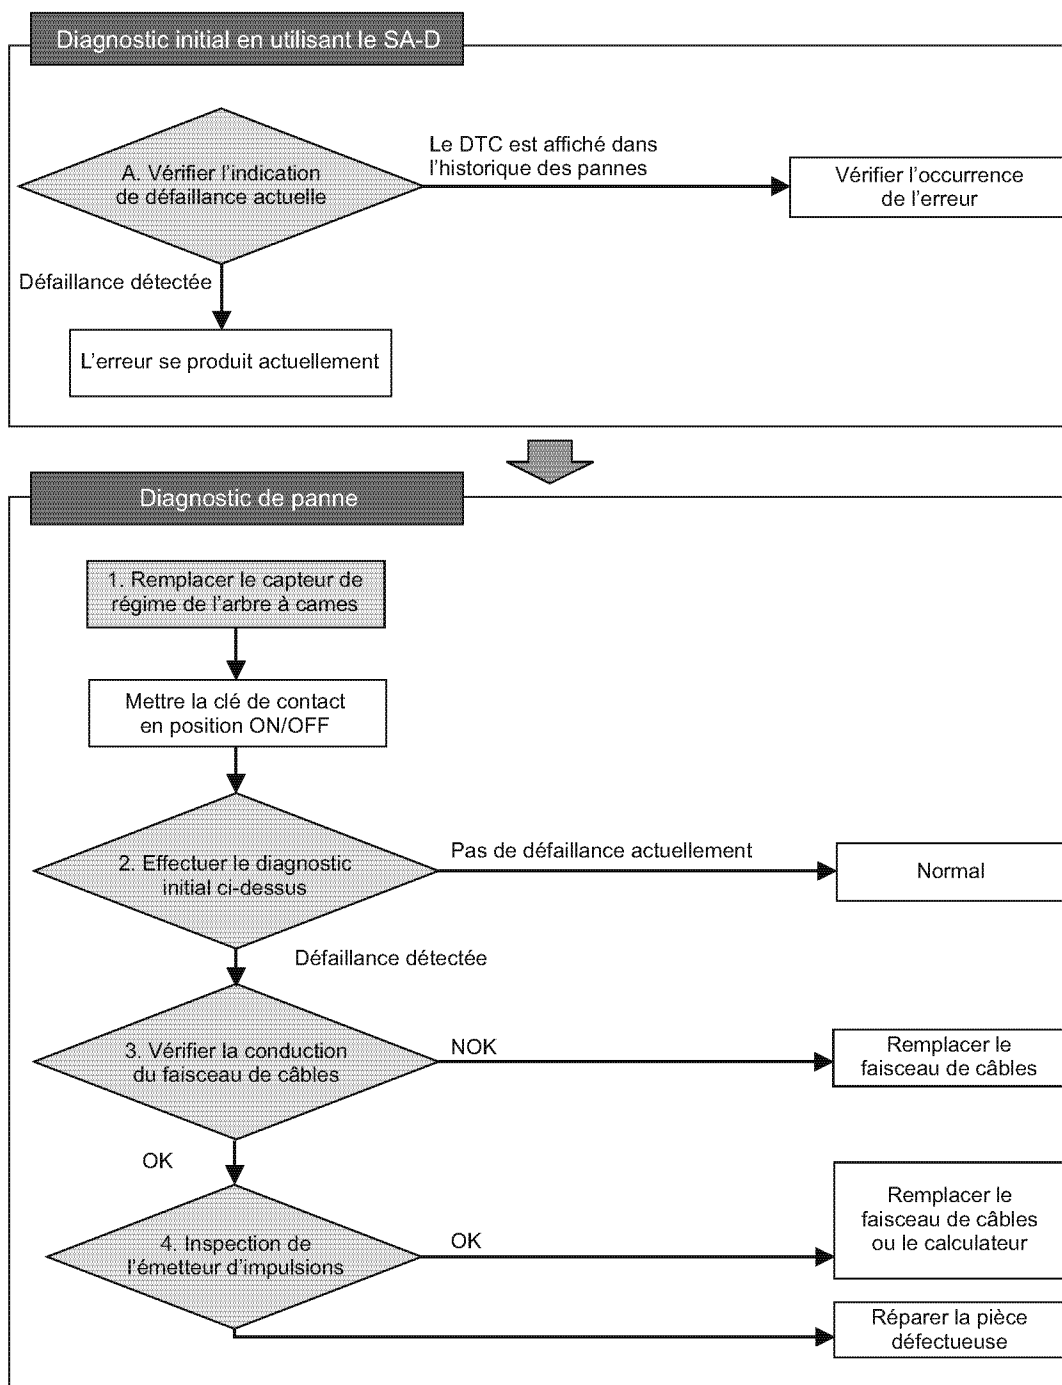 Diagnostic initial en utilisant le SA-D
A. Vérifier l'indication
de défaillance actuelle
Le DTC est affiché dans
l'historique des pannes
Vérifier l'occurrence
de l'erreur
Défaillance détectée
L'erreur se produit actuellement
Diagnostic de panne
1. Remplacer le capteur de
régime de l'arbre à cames
Mettre la clé de contact
en position ON/OFF
2. Effectuer le diagnostic
initial ci-dessus
Pas de défaillance actuellement
Normal
Défaillance détectée
3. Vérifier la conduction
du faisceau de câbles
NOK
Remplacer le
faisceau de câbles
OK
4. Inspection de
l'émetteur d'impulsions
OK
Remplacer le
faisceau de câbles
ou le calculateur
Réparer la pièce
défectueuse